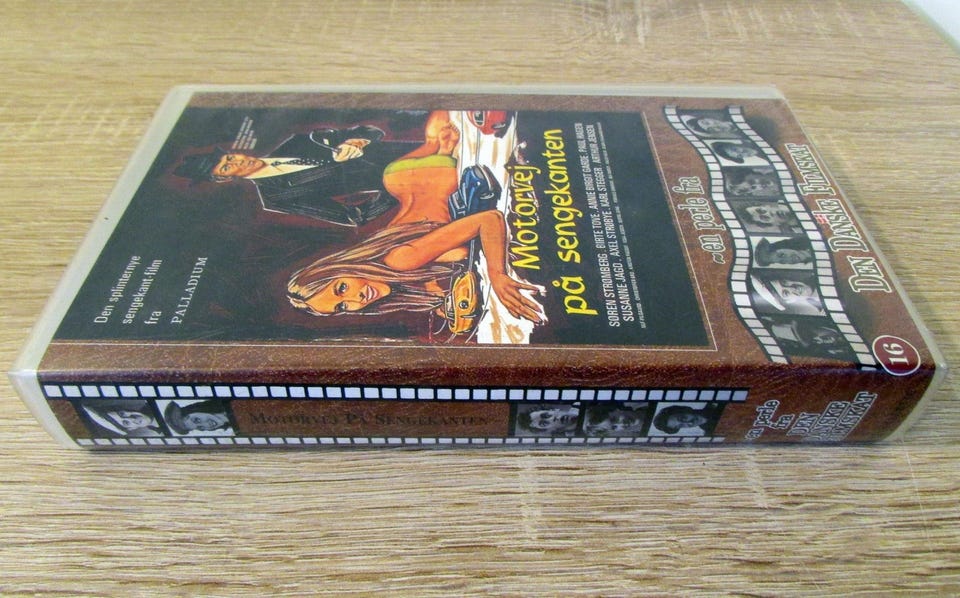 Den splinternye
sengekant-film
fra
PALLADIUM
Motorvej
på sengekanten
SØREN STRØMBERG . BIRTE TOVE . ANNIE BIRGIT GARDE . PAUL HAGEN
SUSANNE JAGD . AXEL STRØBYE . KARL STEGGER . ARTHUR JENSEN
~en perle fra
DEN DANSKE FILMSKAT
16
MOTORVEJ PÅ SENGEKANTEN
~en perle
fra
DEN
DANSKE
FILMSKAT